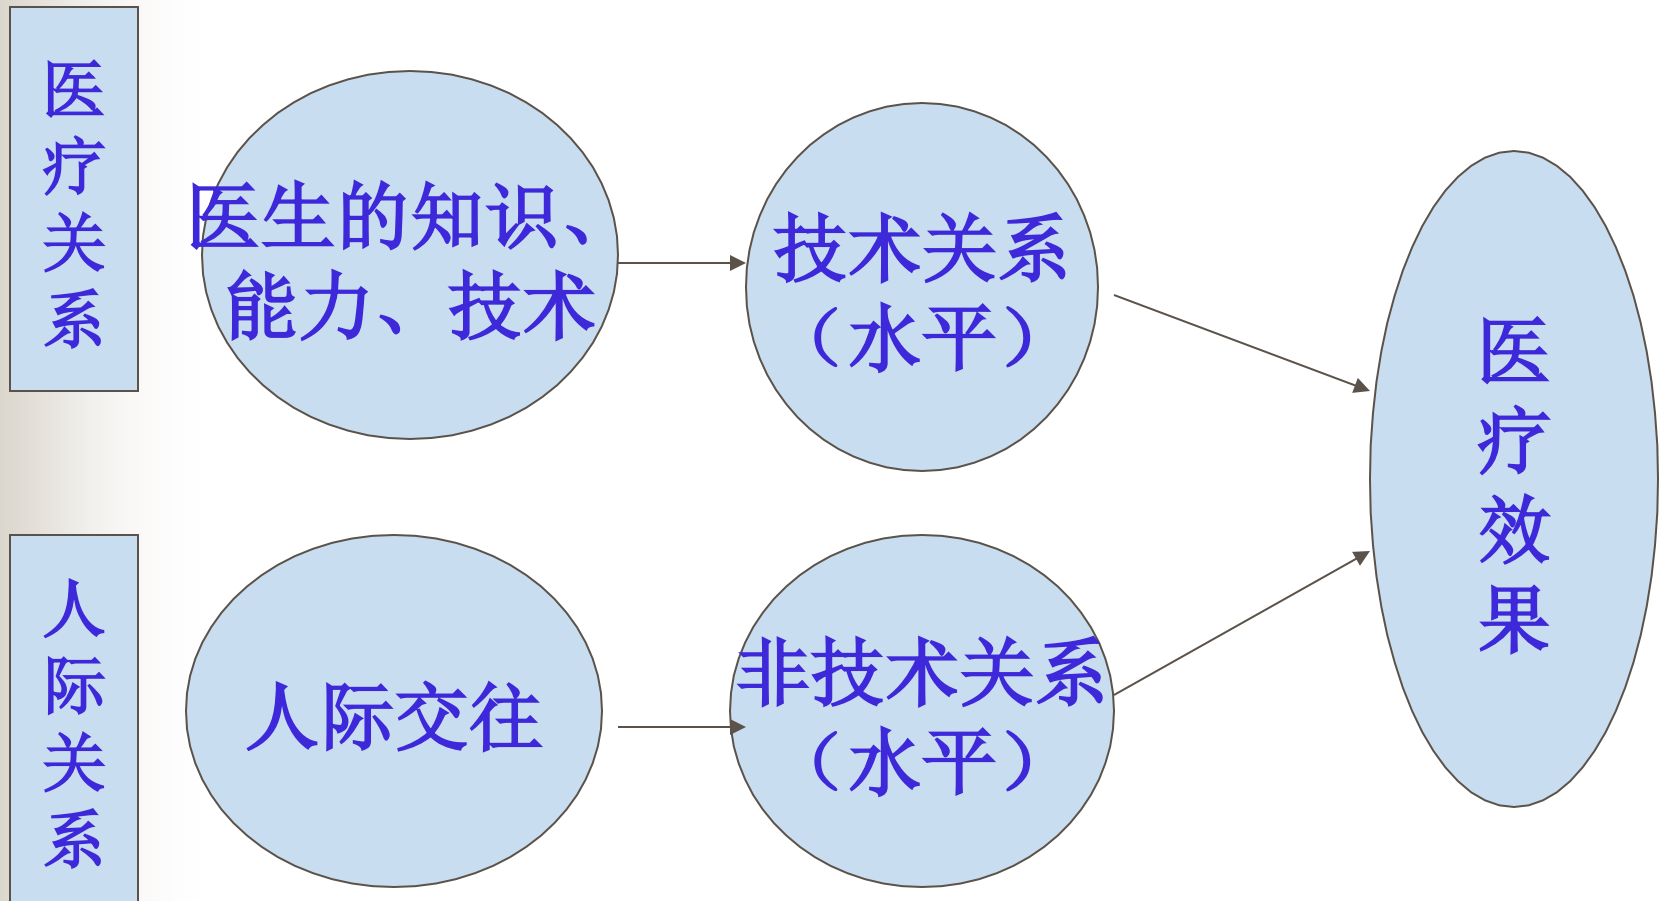 医疗关系
医生的知识、
能力、技术
技术关系
（水平）
人际关系
人际交往
非技术关系
（水平）
医疗效果